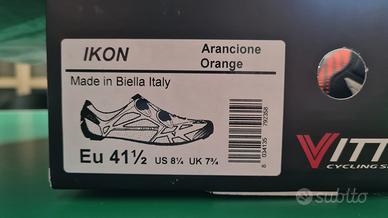 IKON
Arancione
Orange
Made in Biella Italy
Eu 41½ US 8¼ UK 7¾
VITT
CYCLING S
subito